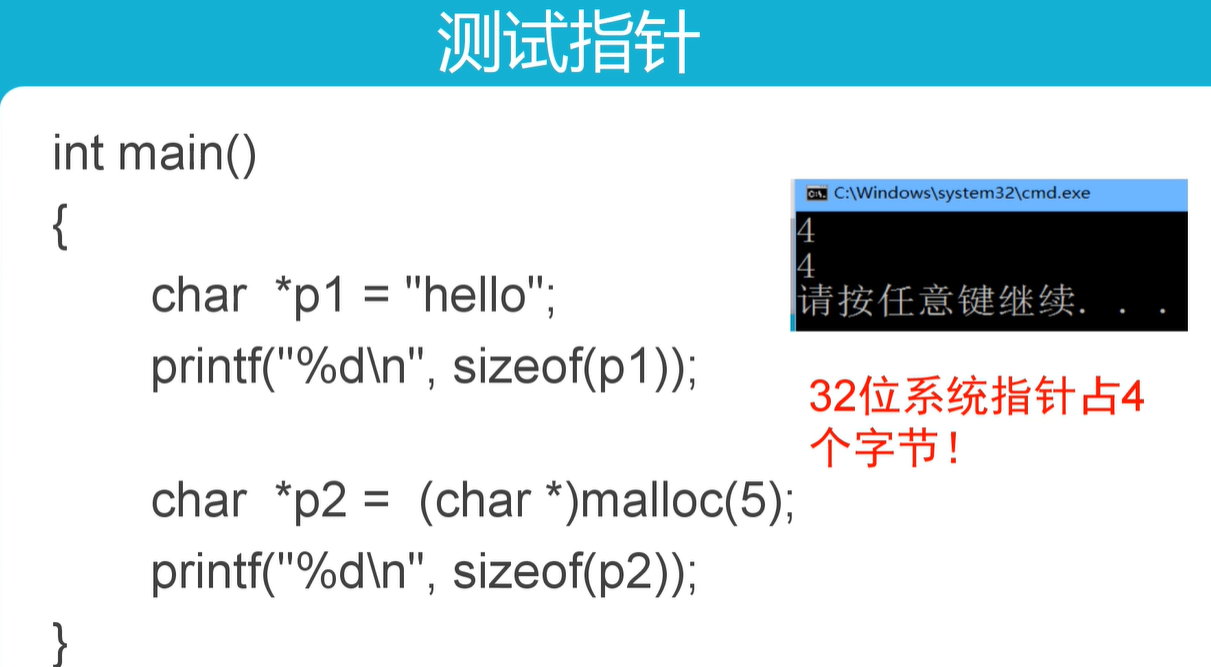 测试指针
int main()
{
char *p1 = "hello";
printf("%d\n", sizeof(p1));
char *p2 = (char *)malloc(5);
printf("%d\n", sizeof(p2));
}
C:\Windows\system32\cmd.exe
4
4
请按任意键继续. . .
32位系统指针占4
个字节！